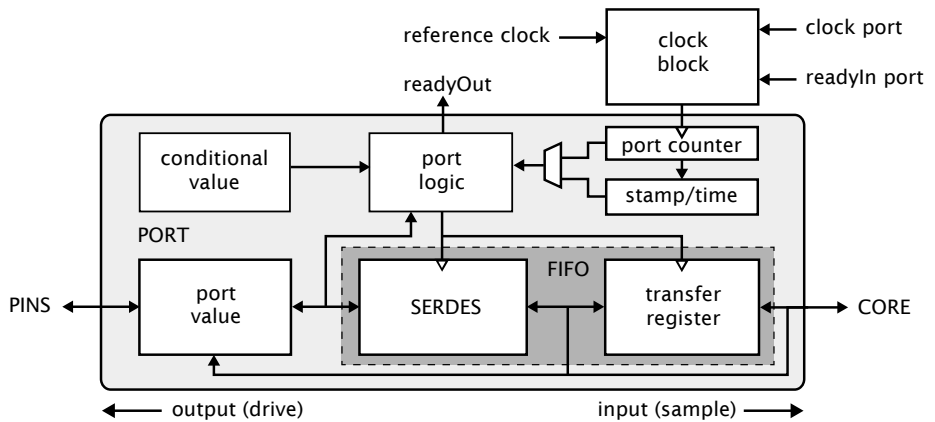 reference clock
clock
block
clock port
readyIn port
readyOut
conditional
value
port
logic
port counter
stamp/time
PORT
FIFO
PINS
port
value
SERDES
transfer
register
CORE
output (drive)
input (sample)